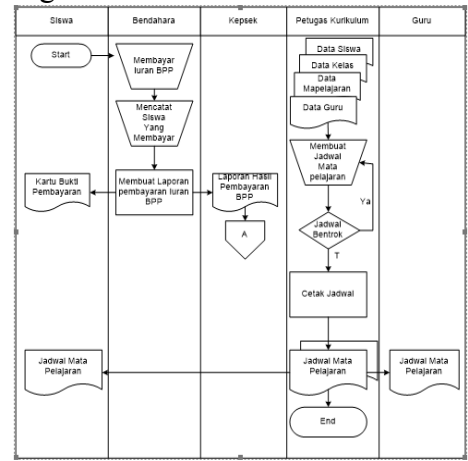 Siswa
Bendahara
Kepsek
Petugas Kurikulum
Guru
Start
Membayar
Iuran BPP
Mencatat
Siswa
Yang
Membayar
Kartu Bukti
Pembayaran
Membuat Laporan
pembayaran Iuran
BPP
Laporan Hasil
Pembayaran
BPP
A
Data Siswa
Data Kelas
Data
Mapelajaran
Data Guru
Membuat
Jadwal
Mata
pelajaran
Ya
Jadwal
Bentrok
T
Cetak Jadwal
Jadwal Mata
Pelajaran
Jadwal Mata
Pelajaran
Jadwal Mata
Pelajaran
End